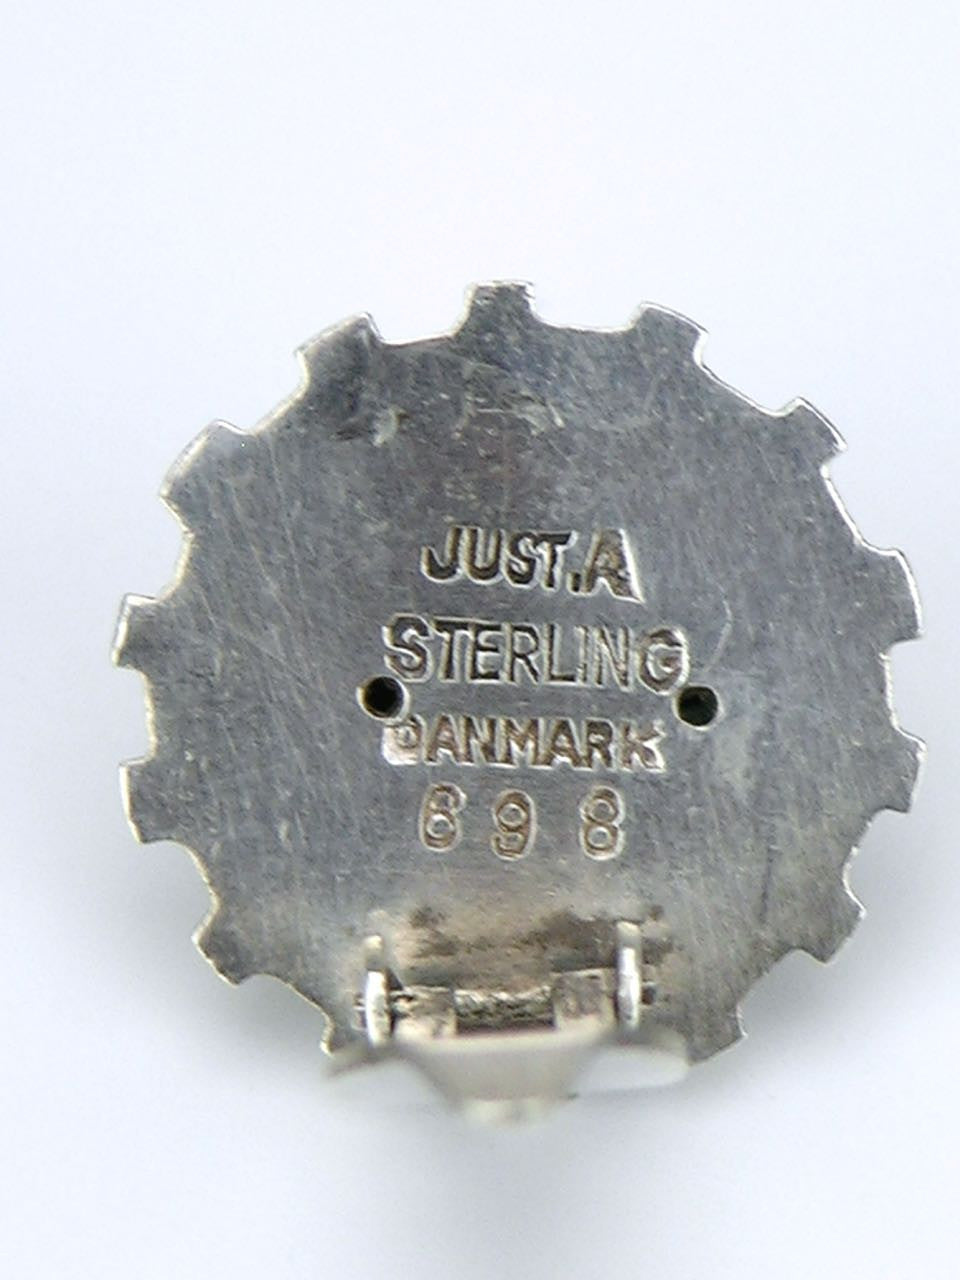 JUST.A
STERLING
DANMARK
698